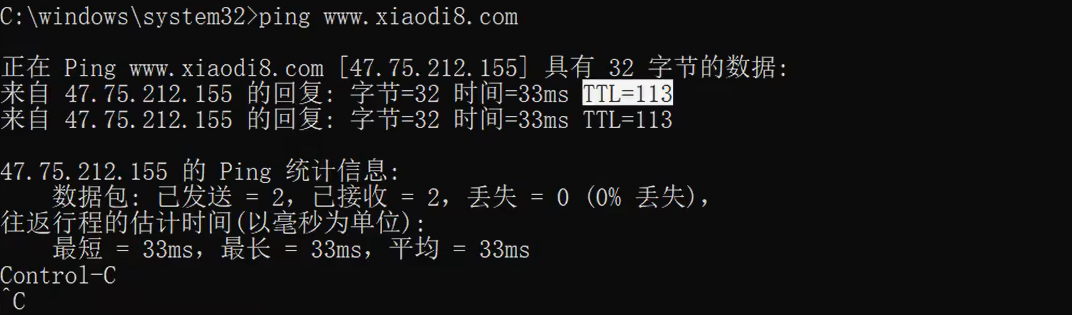 C:\windows\system32>ping www.xiaodi8.com
正在 Ping www.xiaodi8.com [47.75.212.155] 具有 32 字节的数据:
来自 47.75.212.155 的回复: 字节=32 时间=33ms TTL=113
来自 47.75.212.155 的回复: 字节=32 时间=33ms TTL=113
47.75.212.155 的 Ping 统计信息:
数据包: 已发送 = 2，已接收 = 2，丢失 = 0 (0% 丢失)，
往返行程的估计时间(以毫秒为单位):
最短 = 33ms，最长 = 33ms，平均 = 33ms
Control-C
^C